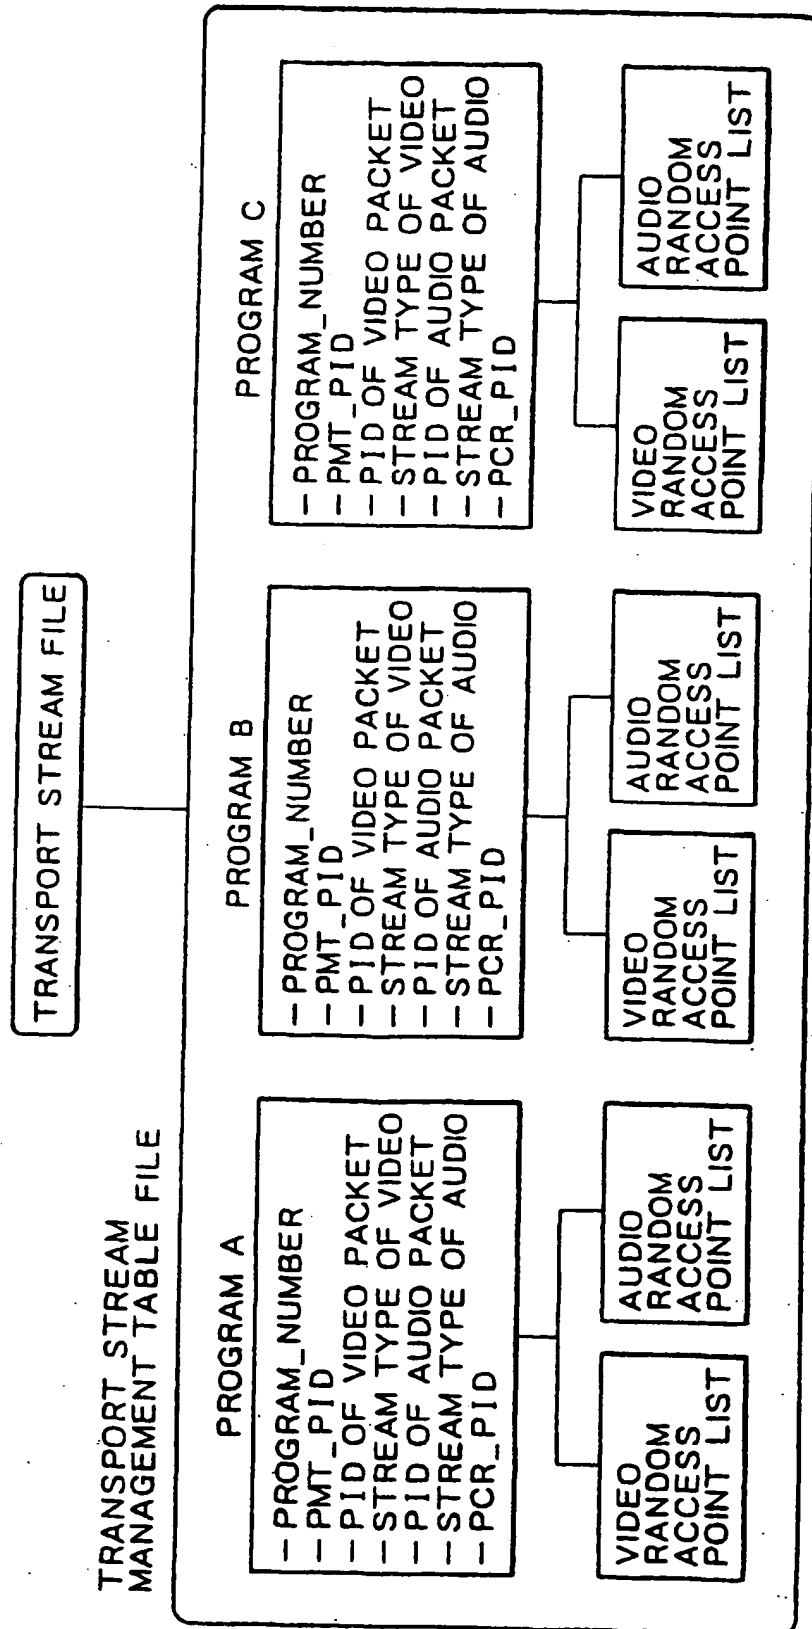 TRANSPORT STREAM FILE
TRANSPORT STREAM
MANAGEMENT TABLE FILE
PROGRAM A
– PROGRAM_NUMBER
– PMT_PID
– PID OF VIDEO PACKET
– STREAM TYPE OF VIDEO
– PID OF AUDIO PACKET
– STREAM TYPE OF AUDIO
– PCR_PID
VIDEO
RANDOM
ACCESS
POINT LIST
AUDIO
RANDOM
ACCESS
POINT LIST
PROGRAM B
– PROGRAM_NUMBER
– PMT_PID
– PID OF VIDEO PACKET
– STREAM TYPE OF VIDEO
– PID OF AUDIO PACKET
– STREAM TYPE OF AUDIO
– PCR_PID
VIDEO
RANDOM
ACCESS
POINT LIST
AUDIO
RANDOM
ACCESS
POINT LIST
PROGRAM C
– PROGRAM_NUMBER
– PMT_PID
– PID OF VIDEO PACKET
– STREAM TYPE OF VIDEO
– PID OF AUDIO PACKET
– STREAM TYPE OF AUDIO
– PCR_PID
VIDEO
RANDOM
ACCESS
POINT LIST
AUDIO
RANDOM
ACCESS
POINT LIST